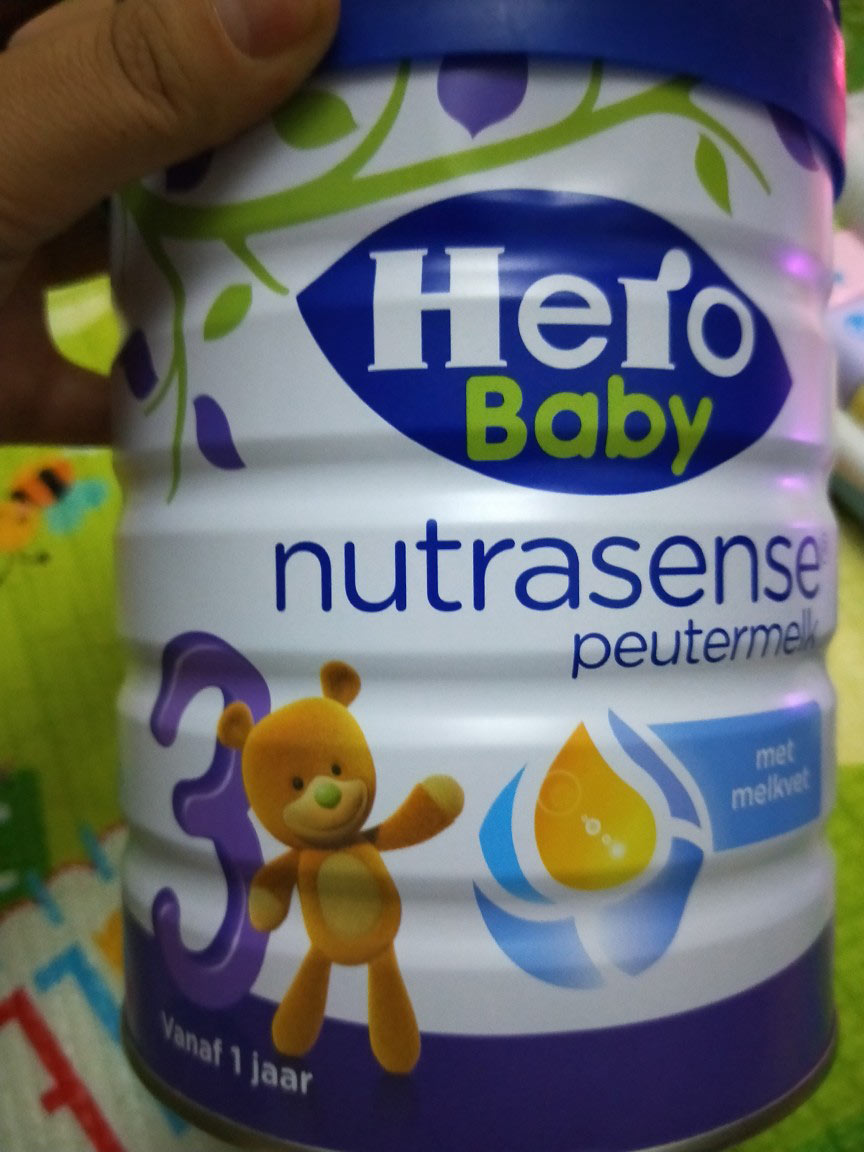 Hero
Baby
nutrasense
peutermelk
3
met
melkvet
Vanaf 1 jaar